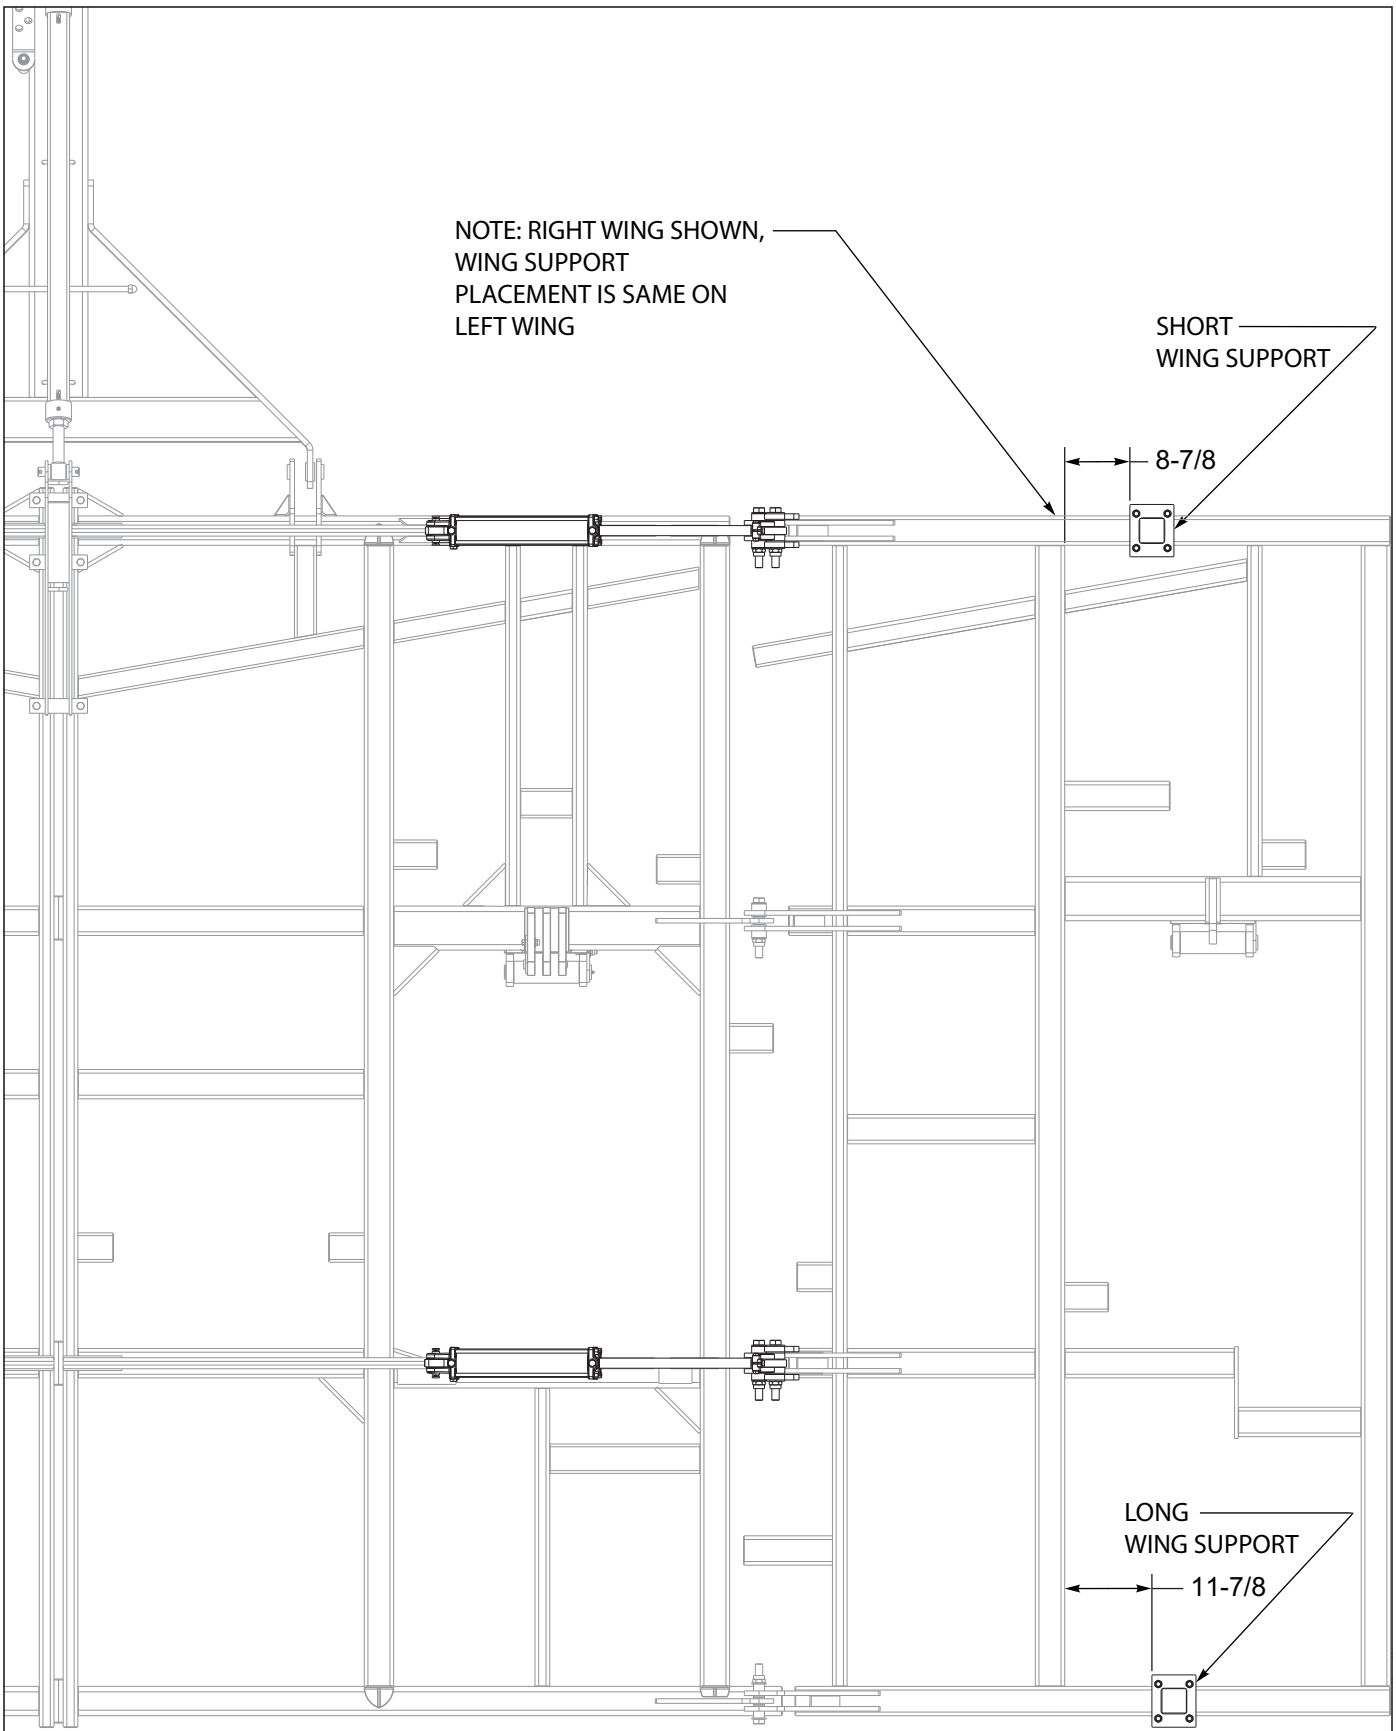 NOTE: RIGHT WING SHOWN,
WING SUPPORT
PLACEMENT IS SAME ON
LEFT WING
SHORT
WING SUPPORT
8-7/8
LONG
WING SUPPORT
11-7/8